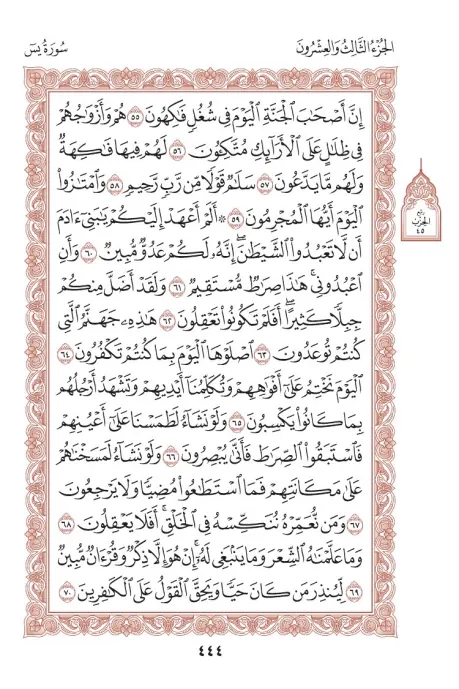 الجُزْءُ الثَّالِثُ وَالعِشْرُونَ
سُورَةُ يسٓ
إِنَّ أَصْحَٰبَ ٱلْجَنَّةِ ٱلْيَوْمَ فِى شُغُلٍ فَٰكِهُونَ ٥٥ هُمْ وَأَزْوَٰجُهُمْ
فِى ظِلَٰلٍ عَلَى ٱلْأَرَآئِكِ مُتَّكِـُٔونَ ٥٦ لَهُمْ فِيهَا فَٰكِهَةٌ
وَلَهُم مَّا يَدَّعُونَ ٥٧ سَلَٰمٌ قَوْلًا مِّن رَّبٍّ رَّحِيمٍ ٥٨ وَٱمْتَٰزُوا۟
ٱلْيَوْمَ أَيُّهَا ٱلْمُجْرِمُونَ ٥٩ ۞ أَلَمْ أَعْهَدْ إِلَيْكُمْ يَٰبَنِىٓ ءَادَمَ
أَن لَّا تَعْبُدُوا۟ ٱلشَّيْطَٰنَ ۖ إِنَّهُۥ لَكُمْ عَدُوٌّ مُّبِينٌ ٦٠ وَأَنِ
ٱعْبُدُونِى ۚ هَٰذَا صِرَٰطٌ مُّسْتَقِيمٌ ٦١ وَلَقَدْ أَضَلَّ مِنكُمْ
جِبِلًّا كَثِيرًا ۖ أَفَلَمْ تَكُونُوا۟ تَعْقِلُونَ ٦٢ هَٰذِهِۦ جَهَنَّمُ ٱلَّتِى
كُنتُمْ تُوعَدُونَ ٦٣ ٱصْلَوْهَا ٱلْيَوْمَ بِمَا كُنتُمْ تَكْفُرُونَ ٦٤
ٱلْيَوْمَ نَخْتِمُ عَلَىٰٓ أَفْوَٰهِهِمْ وَتُكَلِّمُنَآ أَيْدِيهِمْ وَتَشْهَدُ أَرْجُلُهُم
بِمَا كَانُوا۟ يَكْسِبُونَ ٦٥ وَلَوْ نَشَآءُ لَطَمَسْنَا عَلَىٰٓ أَعْيُنِهِمْ
فَٱسْتَبَقُوا۟ ٱلصِّرَٰطَ فَأَنَّىٰ يُبْصِرُونَ ٦٦ وَلَوْ نَشَآءُ لَمَسَخْنَٰهُمْ
عَلَىٰ مَكَانَتِهِمْ فَمَا ٱسْتَطَٰعُوا۟ مُضِيًّا وَلَا يَرْجِعُونَ
٦٧ وَمَن نُّعَمِّرْهُ نُنَكِّسْهُ فِى ٱلْخَلْقِ ۖ أَفَلَا يَعْقِلُونَ ٦٨
وَمَا عَلَّمْنَٰهُ ٱلشِّعْرَ وَمَا يَنۢبَغِى لَهُۥٓ ۚ إِنْ هُوَ إِلَّا ذِكْرٌ وَقُرْءَانٌ مُّبِينٌ
٦٩ لِّيُنذِرَ مَن كَانَ حَيًّا وَيَحِقَّ ٱلْقَوْلُ عَلَى ٱلْكَٰفِرِينَ ٧٠
ربع
الحزب
٤٥
٤٤٤